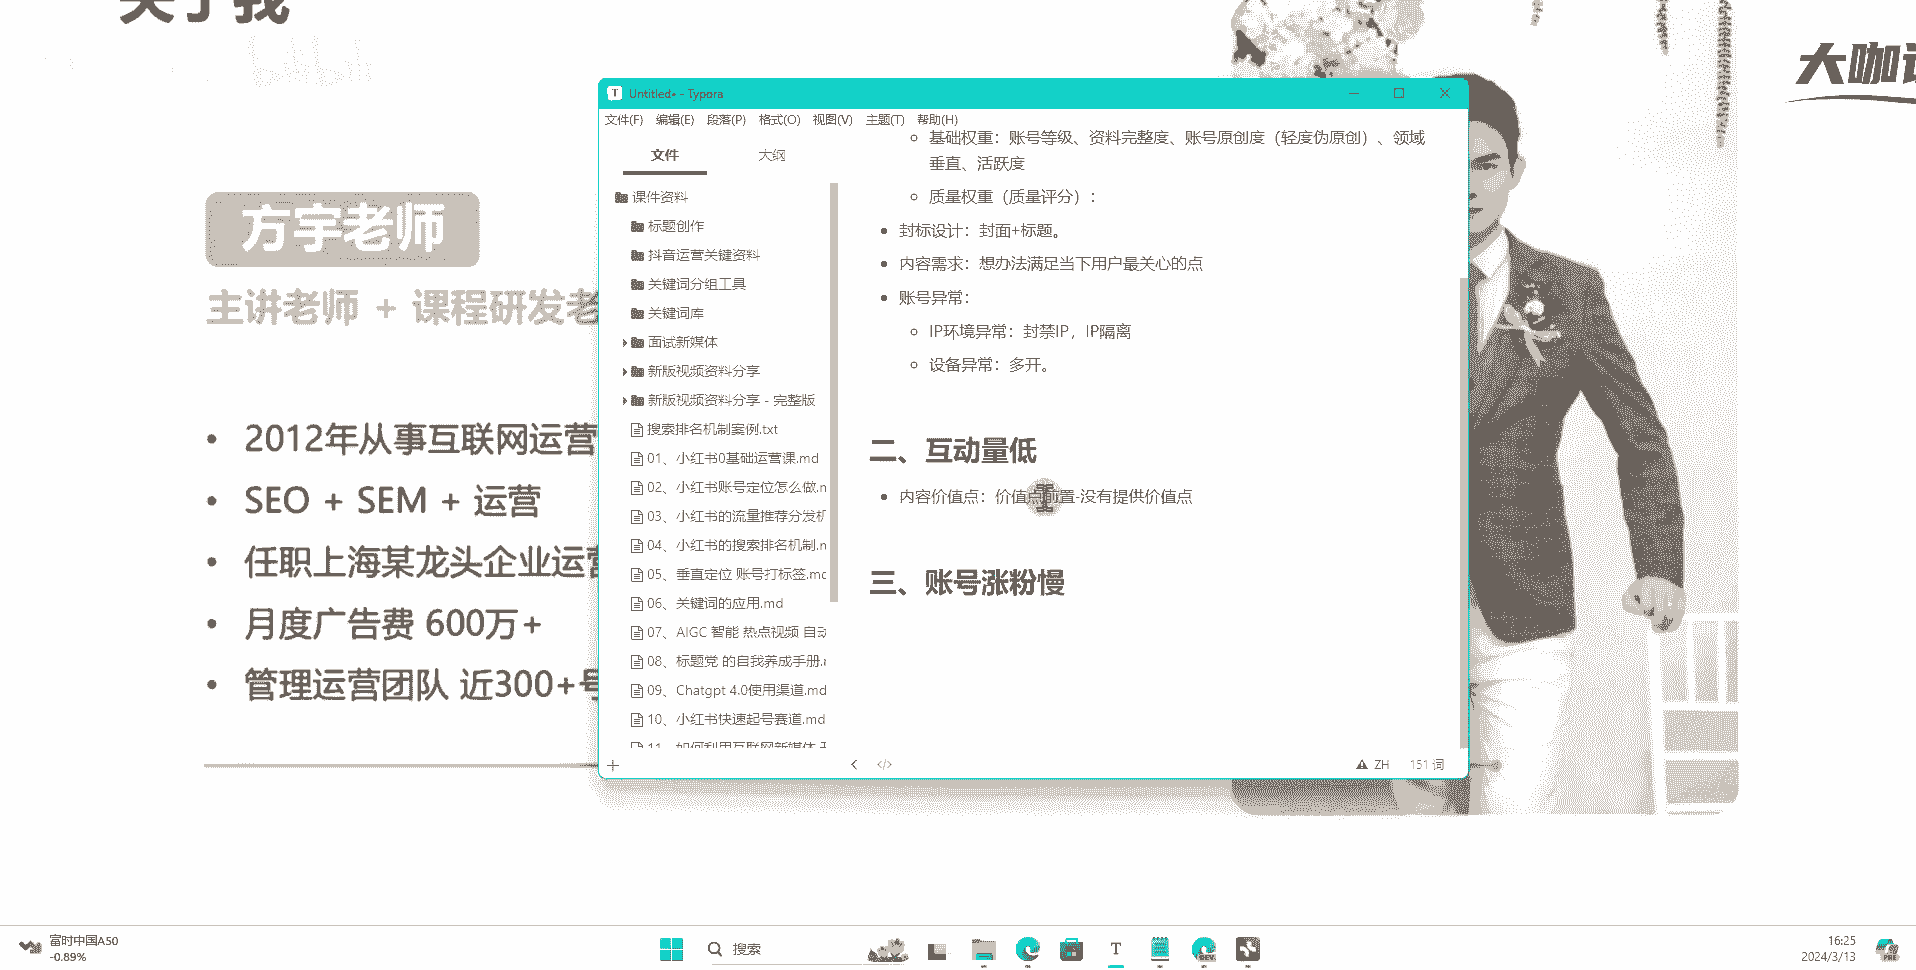 关于我
bilibili
大咖
方宇老师
主讲老师 + 课程研发老
2012年从事互联网运营
SEO + SEM + 运营
任职上海某龙头企业运营
月度广告费 600万+
管理运营团队 近300+号
Untitled• - Typora
文件(F) 编辑(E) 段落(P) 格式(O) 视图(V) 主题(T) 帮助(H)
文件 大纲
课件资料
标题创作
抖音运营关键资料
关键词分组工具
关键词库
面试新媒体
新版视频资料分享
新版视频资料分享 - 完整版
搜索排名机制案例.txt
01、小红书0基础运营课.md
02、小红书账号定位怎么做.m
03、小红书的流量推荐分发机
04、小红书的搜索排名机制.m
05、垂直定位 账号打标签.md
06、关键词的应用.md
07、AIGC 智能 热点视频 自动
08、标题党 的自我养成手册.
09、Chatgpt 4.0使用渠道.md
10、小红书快速起号赛道.md
11、如何利用互联网新媒体
基础权重：账号等级、资料完整度、账号原创度（轻度伪原创）、领域
垂直、活跃度
质量权重（质量评分）：
封标设计：封面+标题。
内容需求：想办法满足当下用户最关心的点
账号异常：
IP环境异常：封禁IP，IP隔离
设备异常：多开。
二、互动量低
内容价值点：价值点前置-没有提供价值点
三、账号涨粉慢
ZH 151 词
富时中国A50
-0.89%
搜索
T
DEV
16:25
2024/3/13
PRE